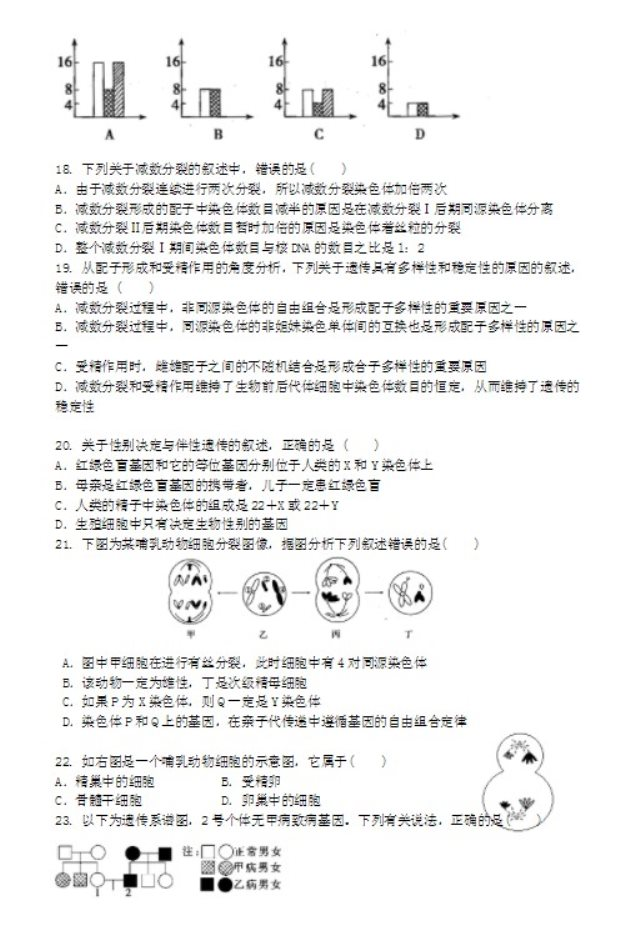 16 16 16 16
8 8 8 8
4 4 4 4
A B C D
18. 下列关于减数分裂的叙述中，错误的是( )
A. 由于减数分裂连续进行两次分裂，所以减数分裂染色体加倍两次
B. 减数分裂形成的配子中染色体数目减半的原因是在减数分裂Ⅰ后期同源染色体分离
C. 减数分裂Ⅱ后期染色体数目暂时加倍的原因是染色体着丝粒的分裂
D. 整个减数分裂Ⅰ期间染色体数目与核 DNA 的数目之比是 1：2
19. 从配子形成和受精作用的角度分析，下列关于遗传具有多样性和稳定性的原因的叙述，
错误的是 ( )
A. 减数分裂过程中，非同源染色体的自由组合是形成配子多样性的重要原因之一
B. 减数分裂过程中，同源染色体的非姐妹染色单体间的互换也是形成配子多样性的原因之
一
C. 受精作用时，雌雄配子之间的不随机结合是形成合子多样性的重要原因
D. 减数分裂和受精作用维持了生物前后代体细胞中染色体数目的恒定，从而维持了遗传的
稳定性
20. 关于性别决定与伴性遗传的叙述，正确的是 ( )
A. 红绿色盲基因和它的等位基因分别位于人类的 X 和 Y 染色体上
B. 母亲是红绿色盲基因的携带者，儿子一定患红绿色盲
C. 人类的精子中染色体的组成是 22＋X 或 22＋Y
D. 生殖细胞中只有决定生物性别的基因
21. 下图为某哺乳动物细胞分裂图像，据图分析下列叙述错误的是( )
甲 乙 丙 丁
A. 图中甲细胞在进行有丝分裂，此时细胞中有 4 对同源染色体
B. 该动物一定为雄性，丁是次级精母细胞
C. 如果 P 为 X 染色体，则 Q 一定是 Y 染色体
D. 染色体 P 和 Q 上的基因，在亲子代传递中遵循基因的自由组合定律
22. 如右图是一个哺乳动物细胞的示意图，它属于( )
A. 精巢中的细胞 B. 受精卵
C. 骨髓干细胞 D. 卵巢中的细胞
23. 以下为遗传系谱图，2 号个体无甲病致病基因。下列有关说法，正确的是( )
注：正常男女
甲病男女
乙病男女
1 2